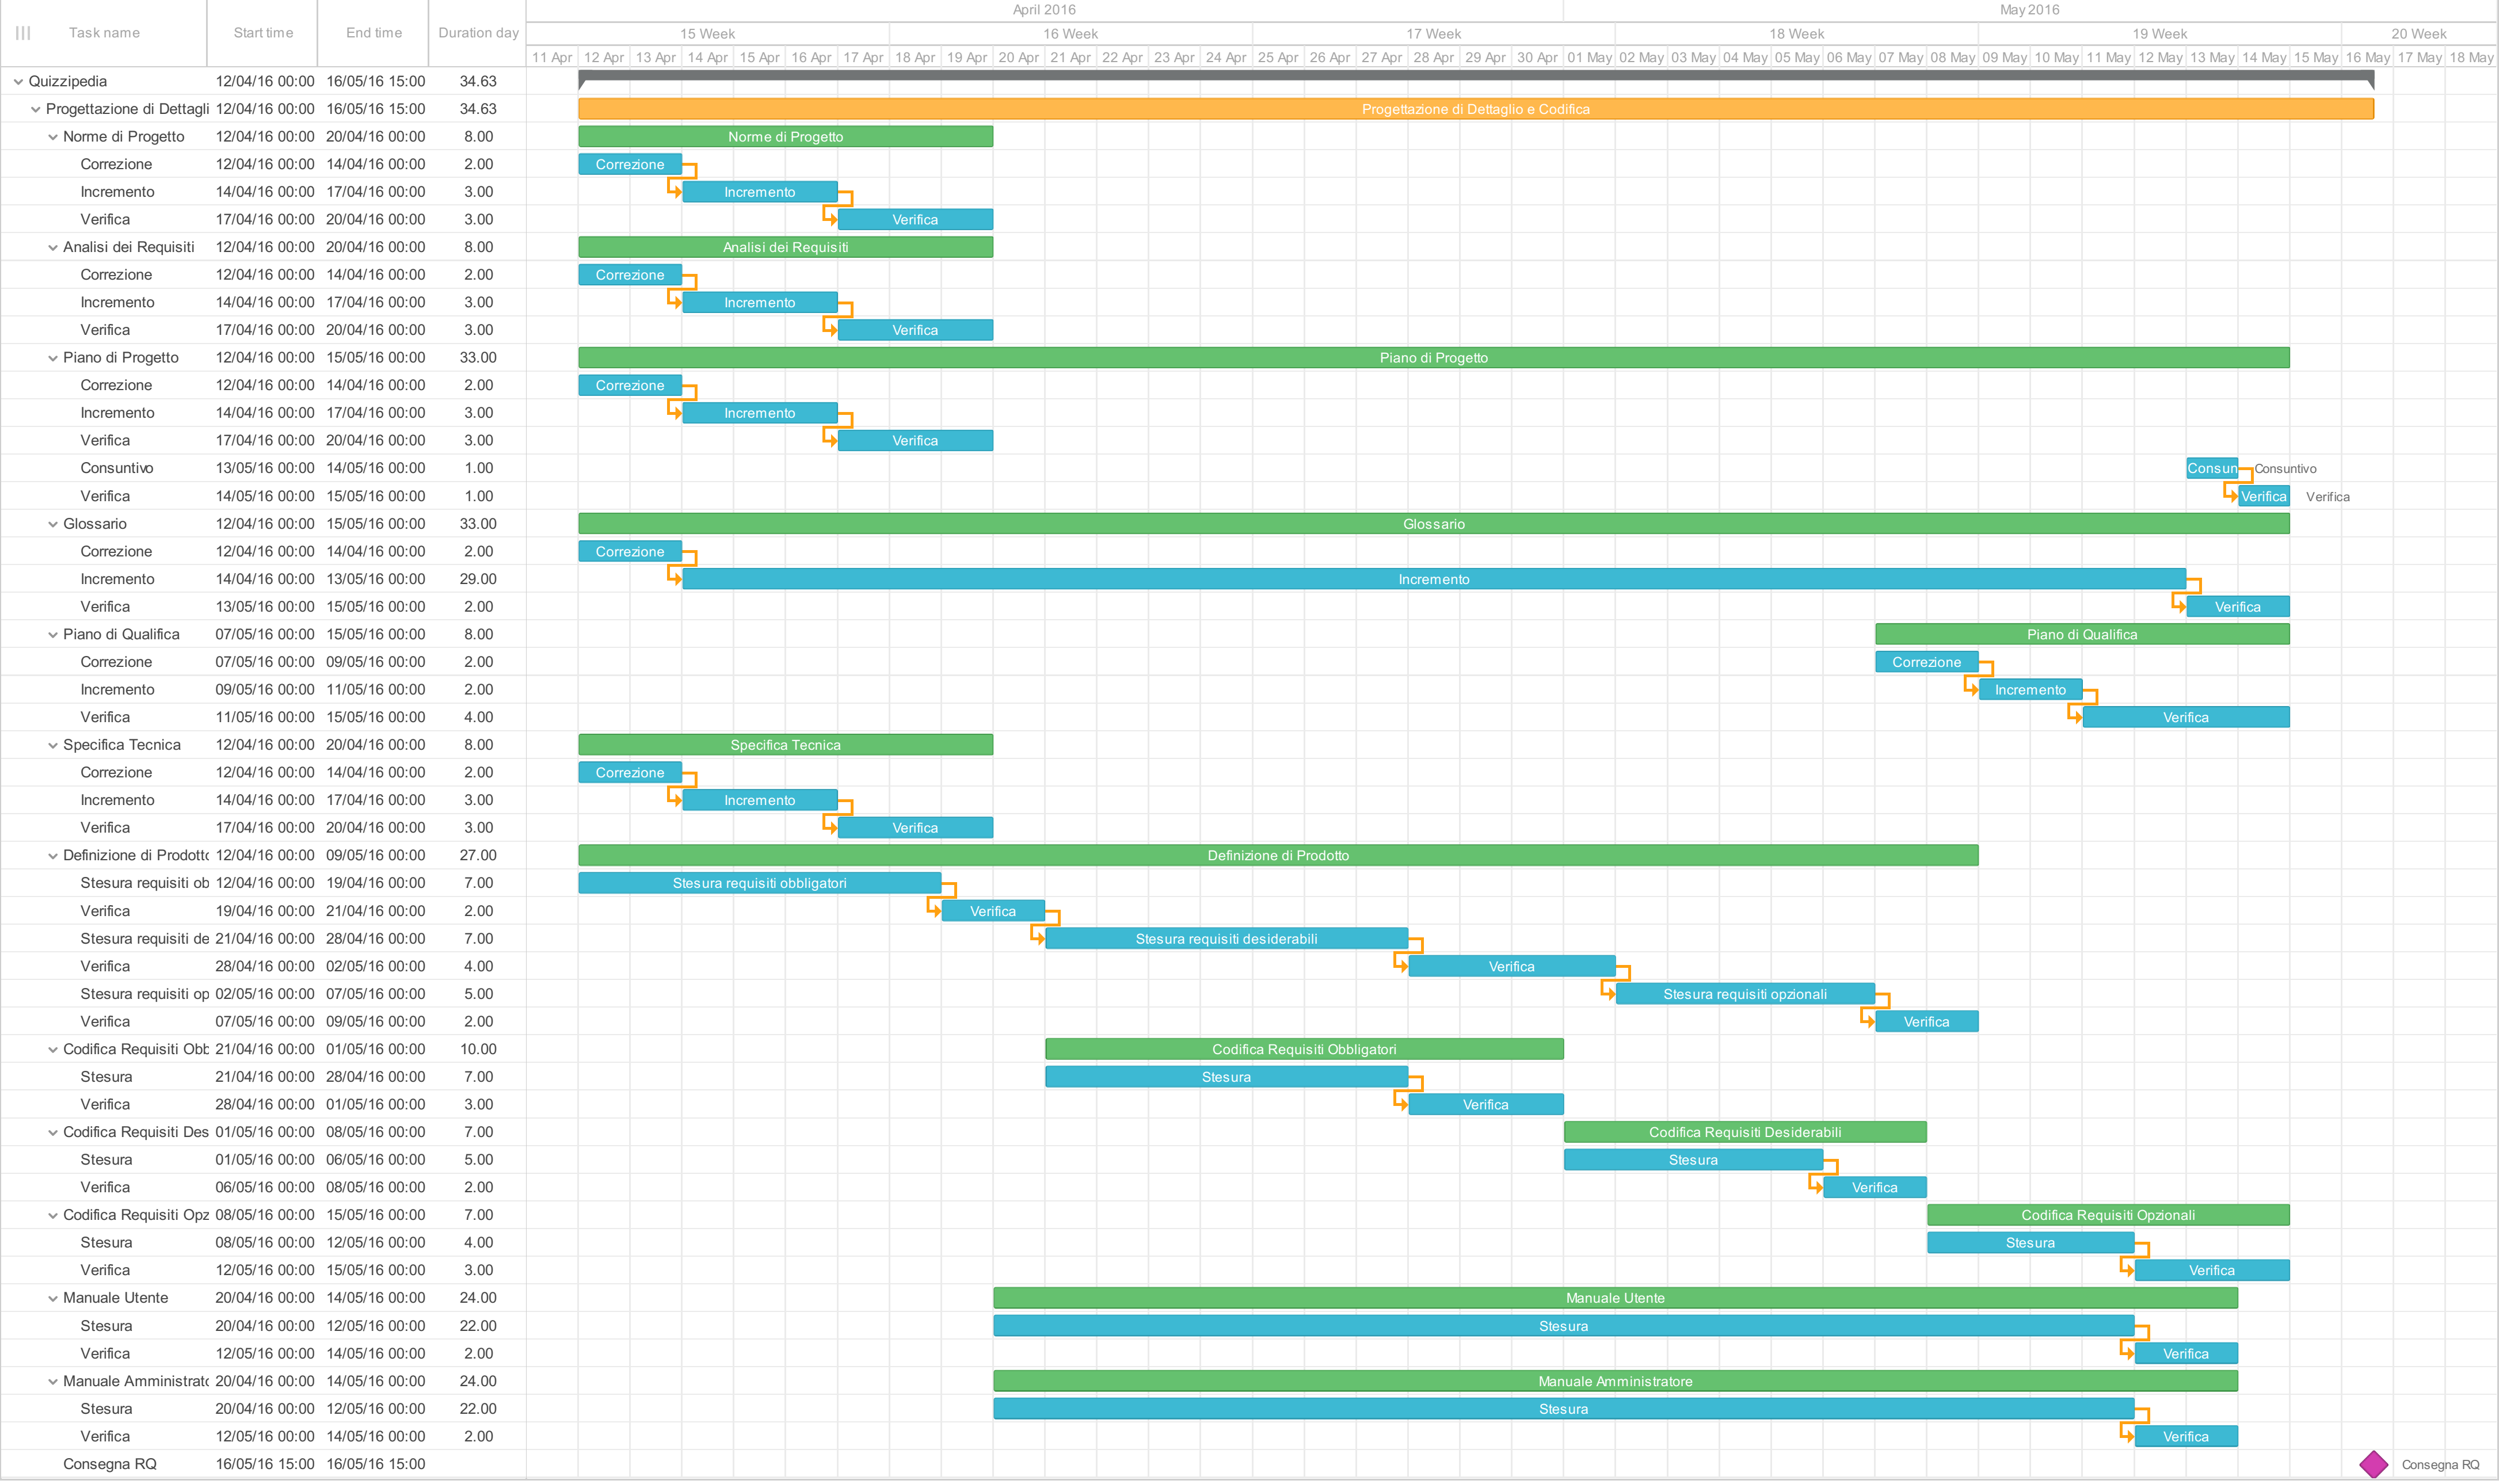 April 2016 May 2016
Task name Start time End time Duration day 15 Week 16 Week 17 Week 18 Week 19 Week 20 Week
11 Apr 12 Apr 13 Apr 14 Apr 15 Apr 16 Apr 17 Apr 18 Apr 19 Apr 20 Apr 21 Apr 22 Apr 23 Apr 24 Apr 25 Apr 26 Apr 27 Apr 28 Apr 29 Apr 30 Apr 01 May 02 May 03 May 04 May 05 May 06 May 07 May 08 May 09 May 10 May 11 May 12 May 13 May 14 May 15 May 16 May 17 May 18 May
Quizzipedia 12/04/16 00:00 16/05/16 15:00 34.63
Progettazione di Dettagli 12/04/16 00:00 16/05/16 15:00 34.63 Progettazione di Dettaglio e Codifica
Norme di Progetto 12/04/16 00:00 20/04/16 00:00 8.00 Norme di Progetto
Correzione 12/04/16 00:00 14/04/16 00:00 2.00 Correzione
Incremento 14/04/16 00:00 17/04/16 00:00 3.00 Incremento
Verifica 17/04/16 00:00 20/04/16 00:00 3.00 Verifica
Analisi dei Requisiti 12/04/16 00:00 20/04/16 00:00 8.00 Analisi dei Requisiti
Correzione 12/04/16 00:00 14/04/16 00:00 2.00 Correzione
Incremento 14/04/16 00:00 17/04/16 00:00 3.00 Incremento
Verifica 17/04/16 00:00 20/04/16 00:00 3.00 Verifica
Piano di Progetto 12/04/16 00:00 15/05/16 00:00 33.00 Piano di Progetto
Correzione 12/04/16 00:00 14/04/16 00:00 2.00 Correzione
Incremento 14/04/16 00:00 17/04/16 00:00 3.00 Incremento
Verifica 17/04/16 00:00 20/04/16 00:00 3.00 Verifica
Consuntivo 13/05/16 00:00 14/05/16 00:00 1.00 Consun Consuntivo
Verifica 14/05/16 00:00 15/05/16 00:00 1.00 Verifica Verifica
Glossario 12/04/16 00:00 15/05/16 00:00 33.00 Glossario
Correzione 12/04/16 00:00 14/04/16 00:00 2.00 Correzione
Incremento 14/04/16 00:00 13/05/16 00:00 29.00 Incremento
Verifica 13/05/16 00:00 15/05/16 00:00 2.00 Verifica
Piano di Qualifica 07/05/16 00:00 15/05/16 00:00 8.00 Piano di Qualifica
Correzione 07/05/16 00:00 09/05/16 00:00 2.00 Correzione
Incremento 09/05/16 00:00 11/05/16 00:00 2.00 Incremento
Verifica 11/05/16 00:00 15/05/16 00:00 4.00 Verifica
Specifica Tecnica 12/04/16 00:00 20/04/16 00:00 8.00 Specifica Tecnica
Correzione 12/04/16 00:00 14/04/16 00:00 2.00 Correzione
Incremento 14/04/16 00:00 17/04/16 00:00 3.00 Incremento
Verifica 17/04/16 00:00 20/04/16 00:00 3.00 Verifica
Definizione di Prodotto 12/04/16 00:00 09/05/16 00:00 27.00 Definizione di Prodotto
Stesura requisiti ob 12/04/16 00:00 19/04/16 00:00 7.00 Stesura requisiti obbligatori
Verifica 19/04/16 00:00 21/04/16 00:00 2.00 Verifica
Stesura requisiti de 21/04/16 00:00 28/04/16 00:00 7.00 Stesura requisiti desiderabili
Verifica 28/04/16 00:00 02/05/16 00:00 4.00 Verifica
Stesura requisiti op 02/05/16 00:00 07/05/16 00:00 5.00 Stesura requisiti opzionali
Verifica 07/05/16 00:00 09/05/16 00:00 2.00 Verifica
Codifica Requisiti Obb 21/04/16 00:00 01/05/16 00:00 10.00 Codifica Requisiti Obbligatori
Stesura 21/04/16 00:00 28/04/16 00:00 7.00 Stesura
Verifica 28/04/16 00:00 01/05/16 00:00 3.00 Verifica
Codifica Requisiti Des 01/05/16 00:00 08/05/16 00:00 7.00 Codifica Requisiti Desiderabili
Stesura 01/05/16 00:00 06/05/16 00:00 5.00 Stesura
Verifica 06/05/16 00:00 08/05/16 00:00 2.00 Verifica
Codifica Requisiti Opz 08/05/16 00:00 15/05/16 00:00 7.00 Codifica Requisiti Opzionali
Stesura 08/05/16 00:00 12/05/16 00:00 4.00 Stesura
Verifica 12/05/16 00:00 15/05/16 00:00 3.00 Verifica
Manuale Utente 20/04/16 00:00 14/05/16 00:00 24.00 Manuale Utente
Stesura 20/04/16 00:00 12/05/16 00:00 22.00 Stesura
Verifica 12/05/16 00:00 14/05/16 00:00 2.00 Verifica
Manuale Amministrato 20/04/16 00:00 14/05/16 00:00 24.00 Manuale Amministratore
Stesura 20/04/16 00:00 12/05/16 00:00 22.00 Stesura
Verifica 12/05/16 00:00 14/05/16 00:00 2.00 Verifica
Consegna RQ 16/05/16 15:00 16/05/16 15:00 Consegna RQ